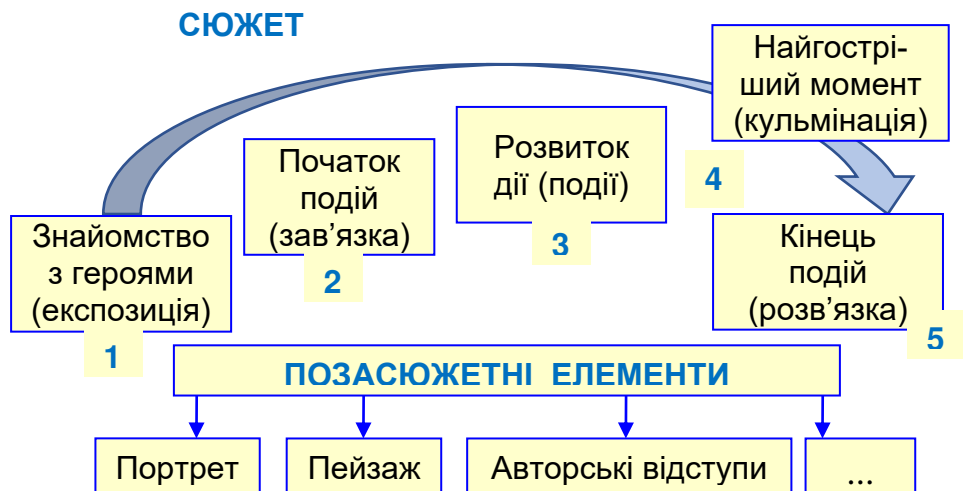 СЮЖЕТ
Знайомство
з героями
(експозиція)
1
Початок
подій
(зав’язка)
2
Розвиток
дії (події)
3
Найгострі-
ший момент
(кульмінація)
4
Кінець
подій
(розв’язка)
5
ПОЗАСЮЖЕТНІ ЕЛЕМЕНТИ
Портрет
Пейзаж
Авторські відступи
...